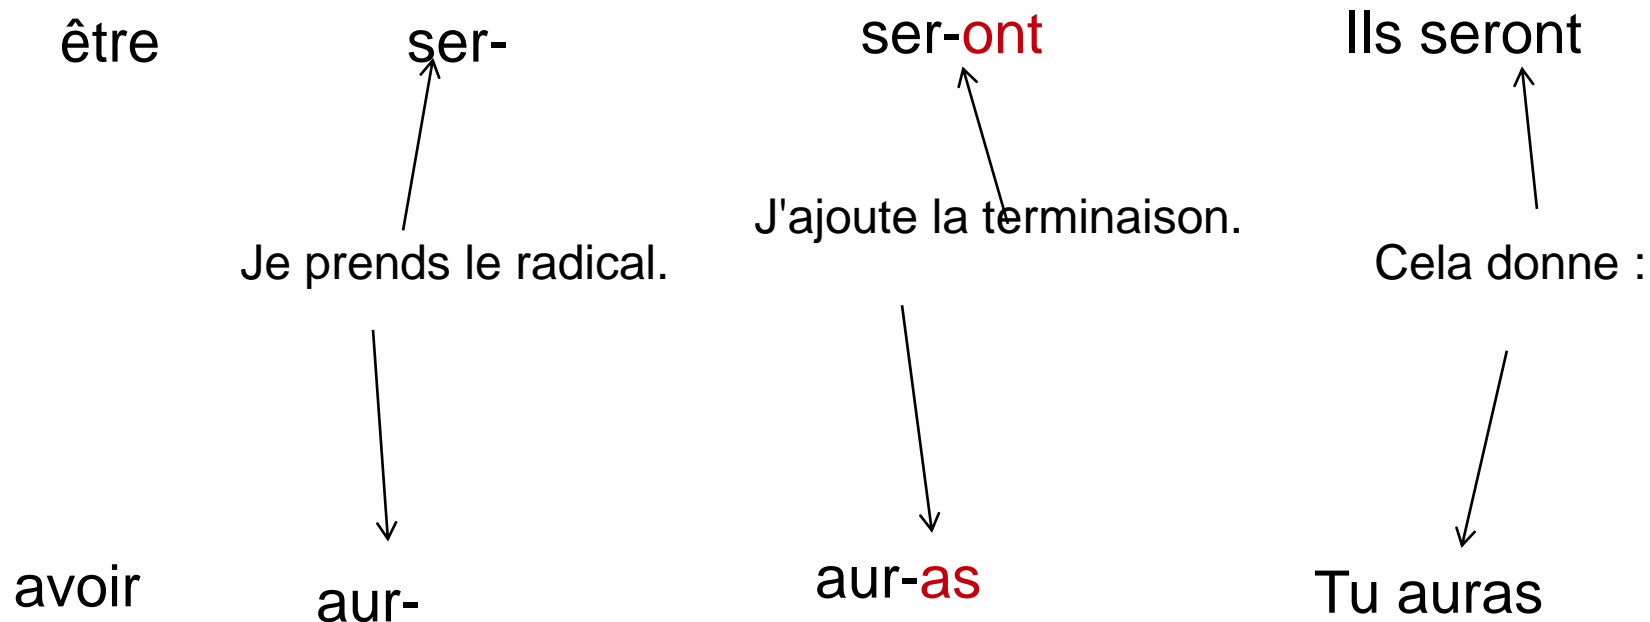 être
ser-
ser-ont
Ils seront
J'ajoute la terminaison.
Je prends le radical.
Cela donne :
avoir
aur-
aur-as
Tu auras